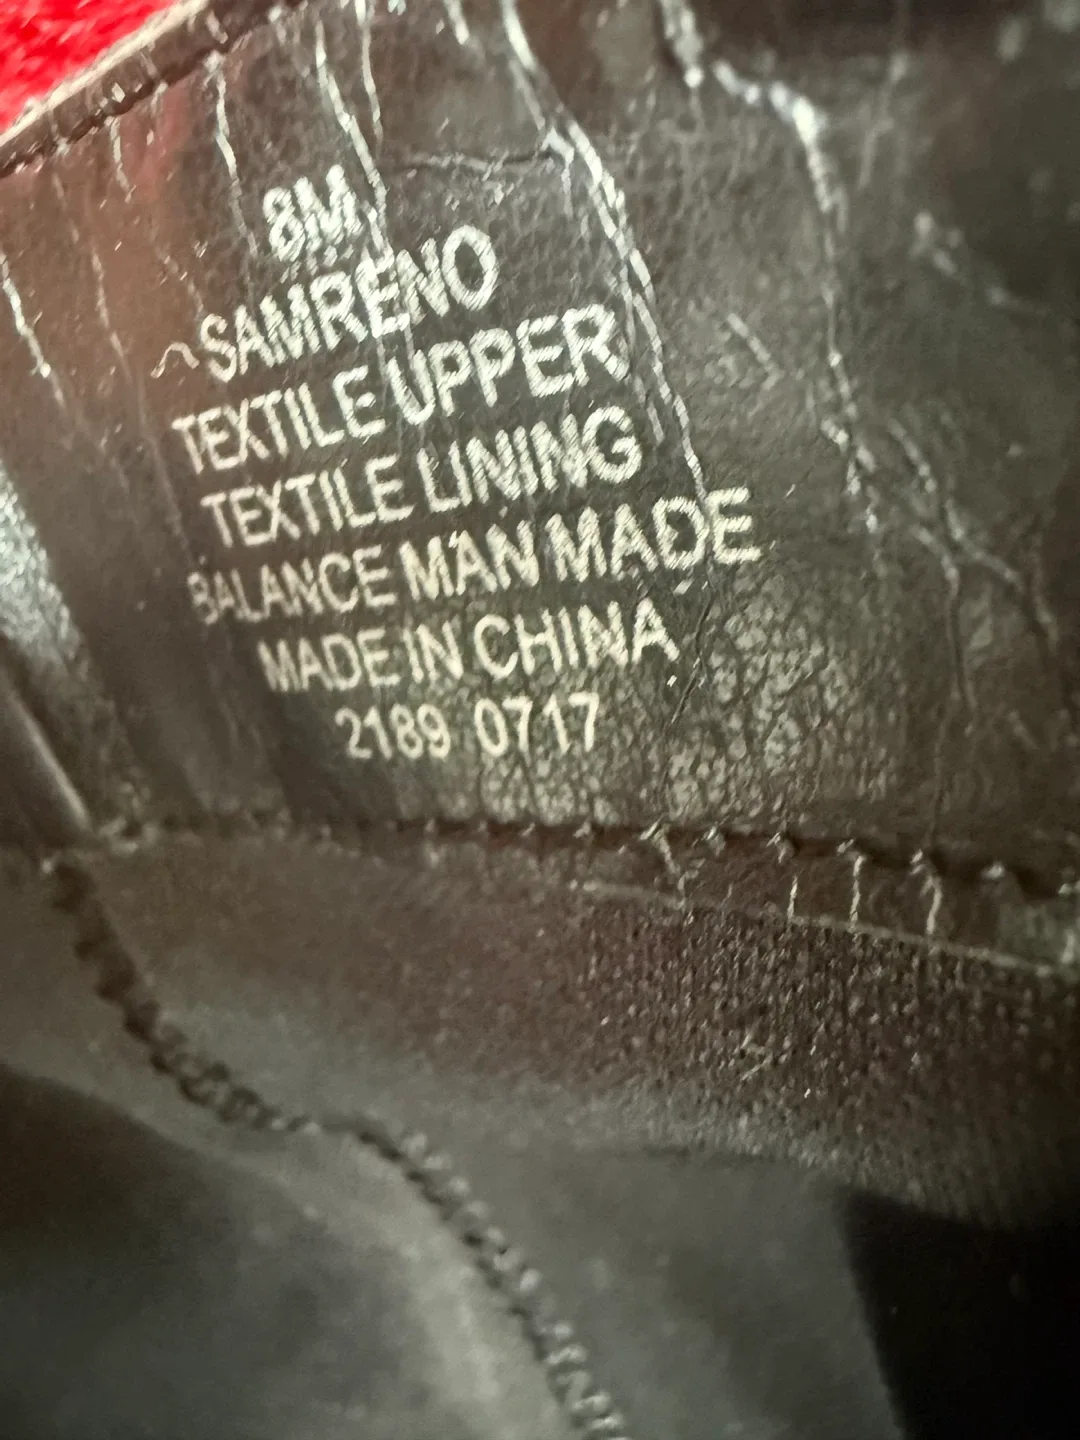 8M
~SAMRENO
TEXTILE UPPER
TEXTILE LINING
BALANCE MAN MADE
MADE IN CHINA
2189 0717